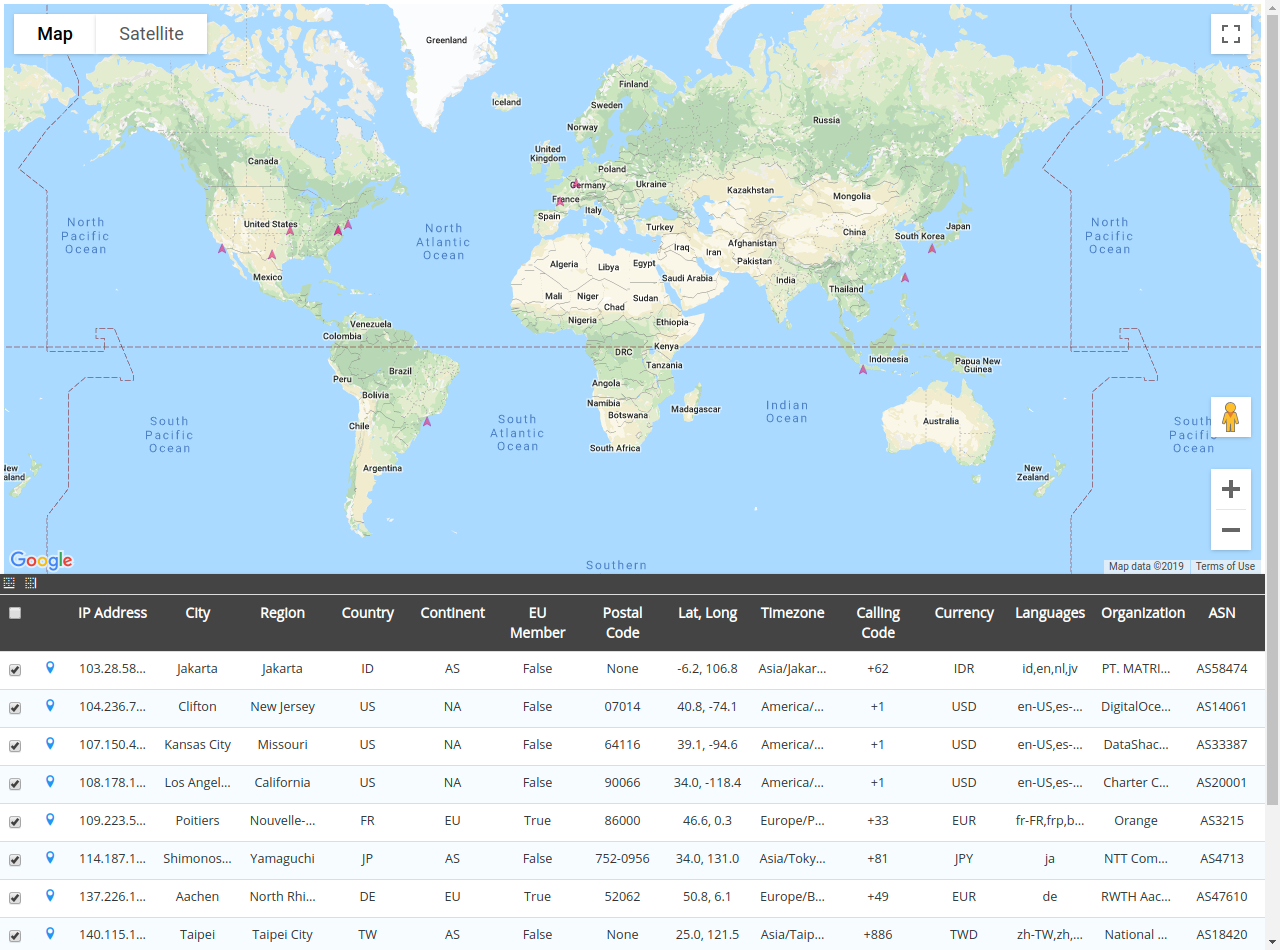 Map Satellite
Greenland
Iceland
Finland
Sweden
Russia
Norway
United
Kingdom
Canada
Poland
Germany
Ukraine
Kazakhstan
Mongolia
France
Spain
Italy
North
Pacific
Ocean
United States
North
Atlantic
Ocean
Turkey
China
Japan
South Korea
North
Pacific
Ocean
Iraq
Iran
Afghanistan
Pakistan
Mexico
Algeria
Libya
Egypt
Saudi Arabia
India
Thailand
Mali
Niger
Chad
Sudan
Nigeria
Ethiopia
Venezuela
Colombia
DRC
Kenya
Tanzania
Indonesia
Papua New
Guinea
Peru
Brazil
Bolivia
Angola
Namibia
Botswana
Madagascar
Chile
South
Pacific
Ocean
South
Atlantic
Ocean
Indian
Ocean
Australia
South
Pacific
Ocean
South Africa
Argentina
New
aland
New
Zealand
Southern
Google
Map data ©2019 Terms of Use
IP Address City Region Country Continent EU Member Postal Code Lat, Long Timezone Calling Code Currency Languages Organization ASN
103.28.58... Jakarta Jakarta ID AS False None -6.2, 106.8 Asia/Jakar... +62 IDR id,en,nl,jv PT. MATRI... AS58474
104.236.7... Clifton New Jersey US NA False 07014 40.8, -74.1 America/... +1 USD en-US,es-... DigitalOce... AS14061
107.150.4... Kansas City Missouri US NA False 64116 39.1, -94.6 America/... +1 USD en-US,es-... DataShac... AS33387
108.178.1... Los Angel... California US NA False 90066 34.0, -118.4 America/... +1 USD en-US,es-... Charter C... AS20001
109.223.5... Poitiers Nouvelle-... FR EU True 86000 46.6, 0.3 Europe/P... +33 EUR fr-FR,frp,b... Orange AS3215
114.187.1... Shimonos... Yamaguchi JP AS False 752-0956 34.0, 131.0 Asia/Toky... +81 JPY ja NTT Com... AS4713
137.226.1... Aachen North Rhi... DE EU True 52062 50.8, 6.1 Europe/B... +49 EUR de RWTH Aac... AS47610
140.115.1... Taipei Taipei City TW AS False None 25.0, 121.5 Asia/Taip... +886 TWD zh-TW,zh,... National ... AS18420